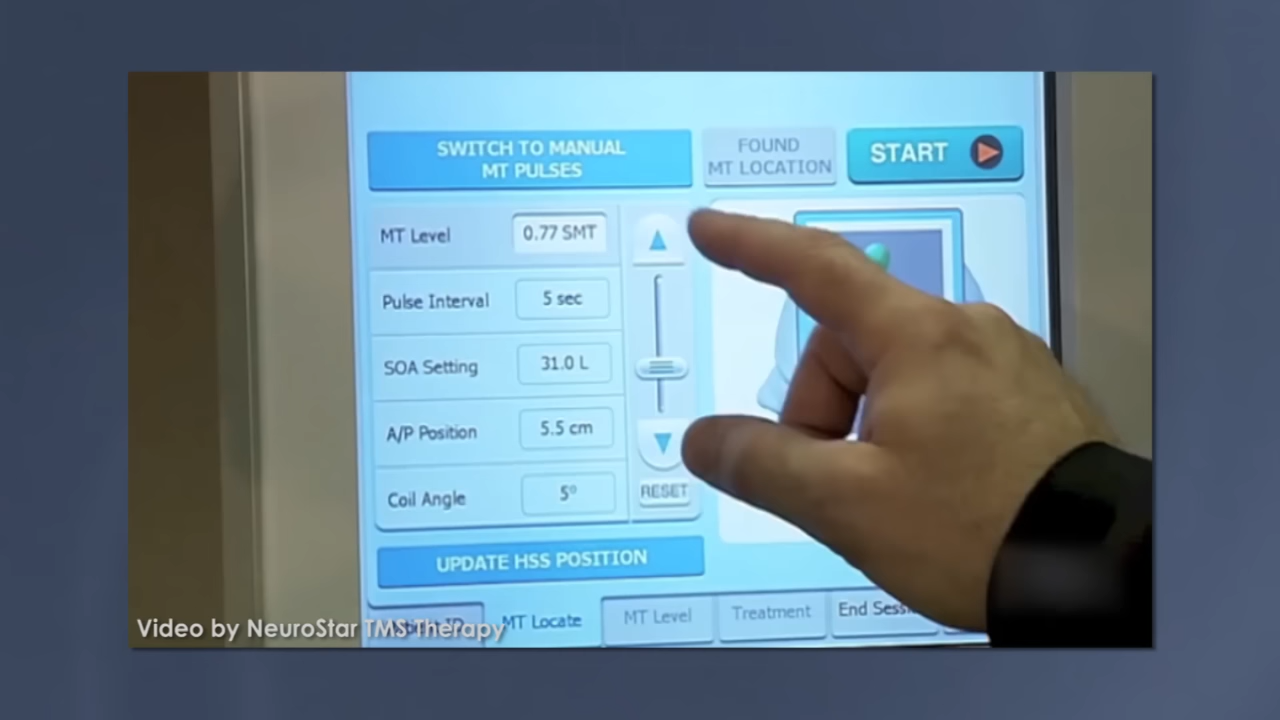 SWITCH TO MANUAL
MT PULSES
FOUND
MT LOCATION
START
MT Level 0.77 SMT
Pulse Interval 5 sec
SOA Setting 31.0 L
A/P Position 5.5 cm
Coil Angle 5°
RESET
UPDATE HSS POSITION
MT Locate MT Level Treatment End
Video by NeuroStar TMS Therapy